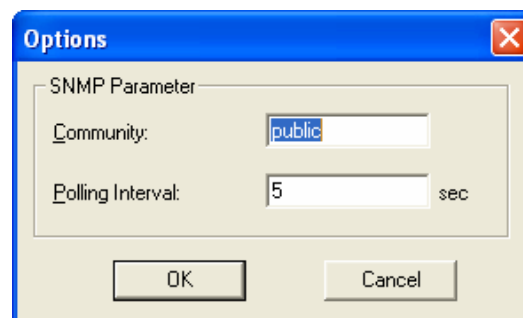 Options
SNMP Parameter
Community: public
Polling Interval: 5 sec
OK Cancel